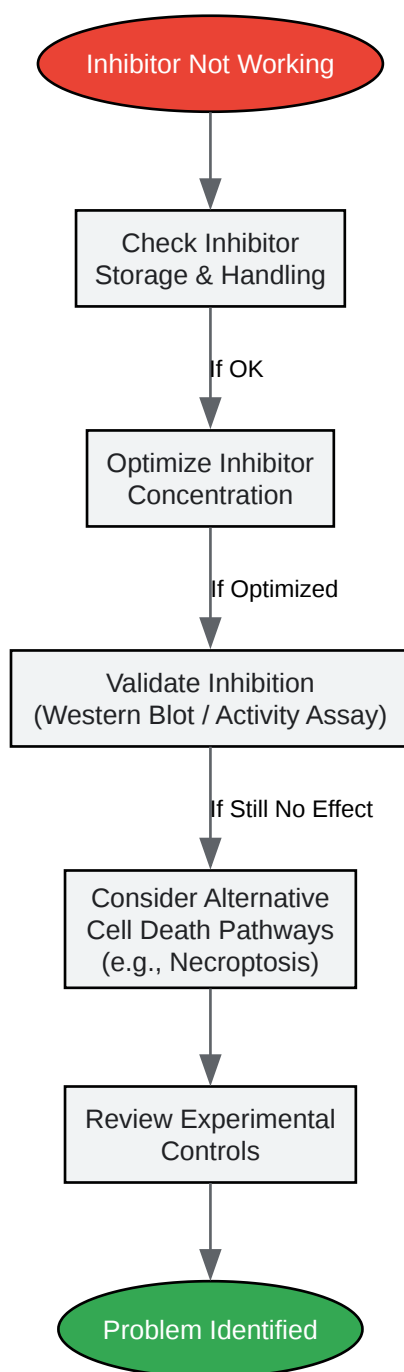 Inhibitor Not Working
Check Inhibitor
Storage & Handling
If OK
Optimize Inhibitor
Concentration
If Optimized
Validate Inhibition
(Western Blot / Activity Assay)
If Still No Effect
Consider Alternative
Cell Death Pathways
(e.g., Necroptosis)
Review Experimental
Controls
Problem Identified